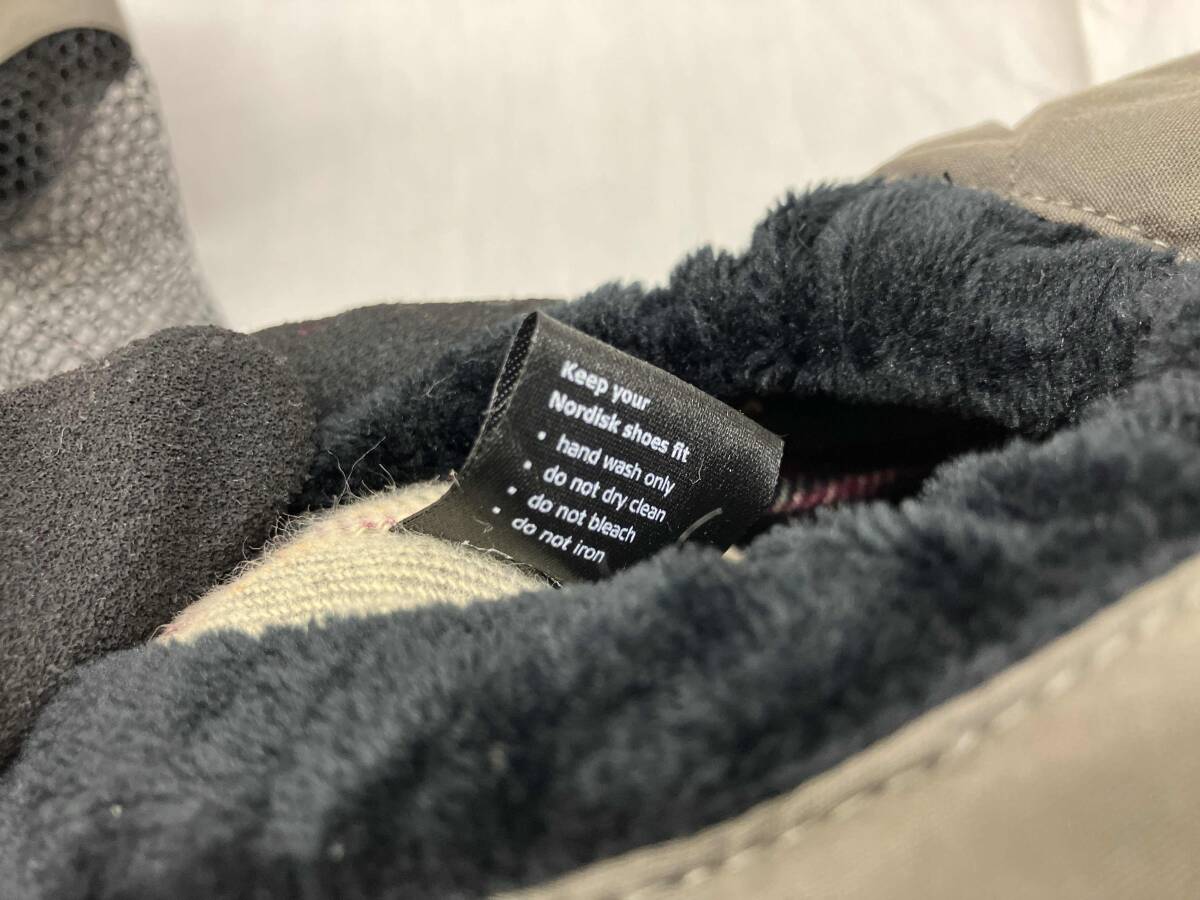 Keep your
Nordisk shoes fit
• hand wash only
• do not dry clean
• do not bleach
• do not iron